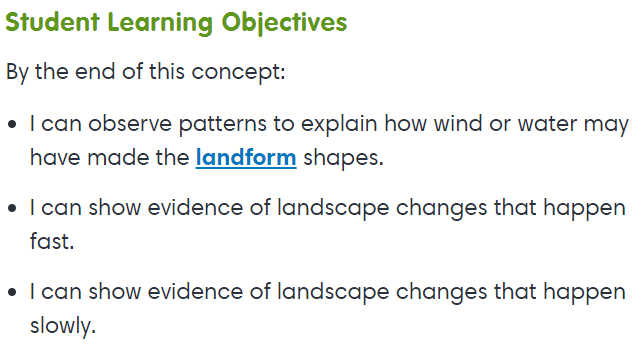 Student Learning Objectives
By the end of this concept:
• I can observe patterns to explain how wind or water may
have made the landform shapes.
• I can show evidence of landscape changes that happen
fast.
• I can show evidence of landscape changes that happen
slowly.